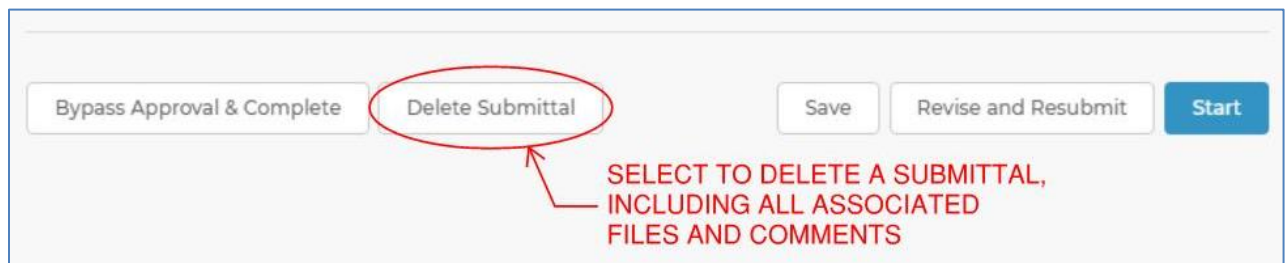 Bypass Approval & Complete Delete Submittal Save Revise and Resubmit Start
SELECT TO DELETE A SUBMITTAL,
INCLUDING ALL ASSOCIATED
FILES AND COMMENTS